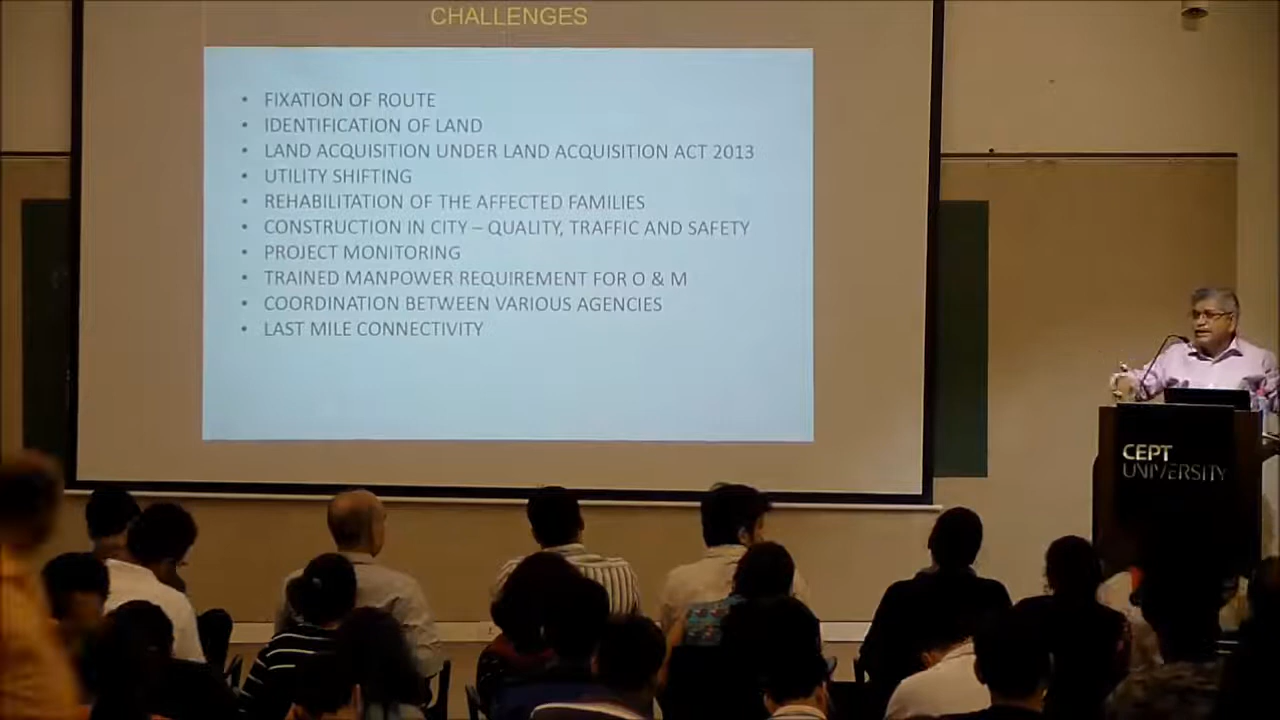 CHALLENGES
• FIXATION OF ROUTE
• IDENTIFICATION OF LAND
• LAND ACQUISITION UNDER LAND ACQUISITION ACT 2013
• UTILITY SHIFTING
• REHABILITATION OF THE AFFECTED FAMILIES
• CONSTRUCTION IN CITY – QUALITY, TRAFFIC AND SAFETY
• PROJECT MONITORING
• TRAINED MANPOWER REQUIREMENT FOR O & M
• COORDINATION BETWEEN VARIOUS AGENCIES
• LAST MILE CONNECTIVITY
CEPT
UNIVERSITY